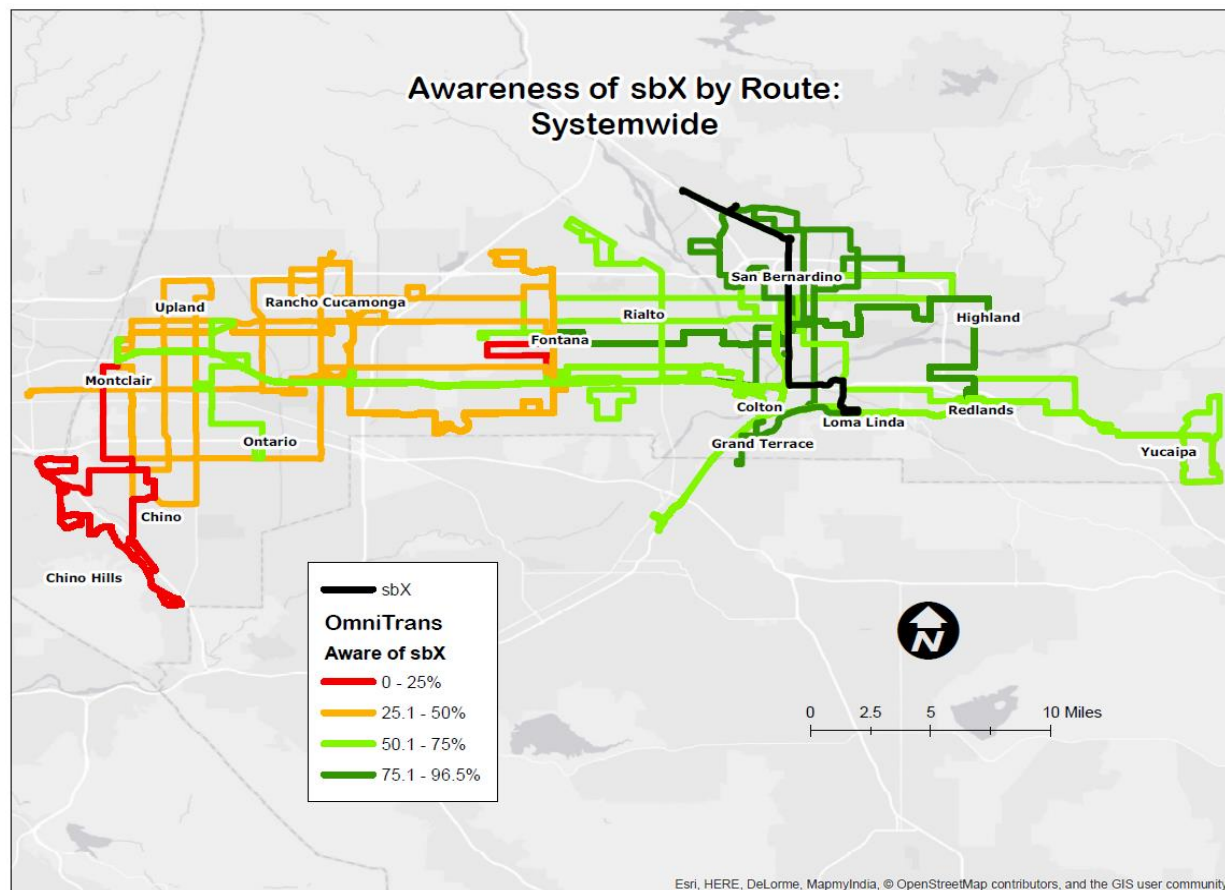 Awareness of sbX by Route:
Systemwide
San Bernardino
Rancho Cucamonga
Upland
Rialto
Highland
Fontana
Montclair
Colton
Loma Linda
Redlands
Ontario
Grand Terrace
Yucaipa
Chino
Chino Hills
sbX
OmniTrans
Aware of sbX
0 - 25%
25.1 - 50%
50.1 - 75%
75.1 - 96.5%
N
0 2.5 5 10 Miles
Esri, HERE, DeLorme, MapmyIndia, © OpenStreetMap contributors, and the GIS user community